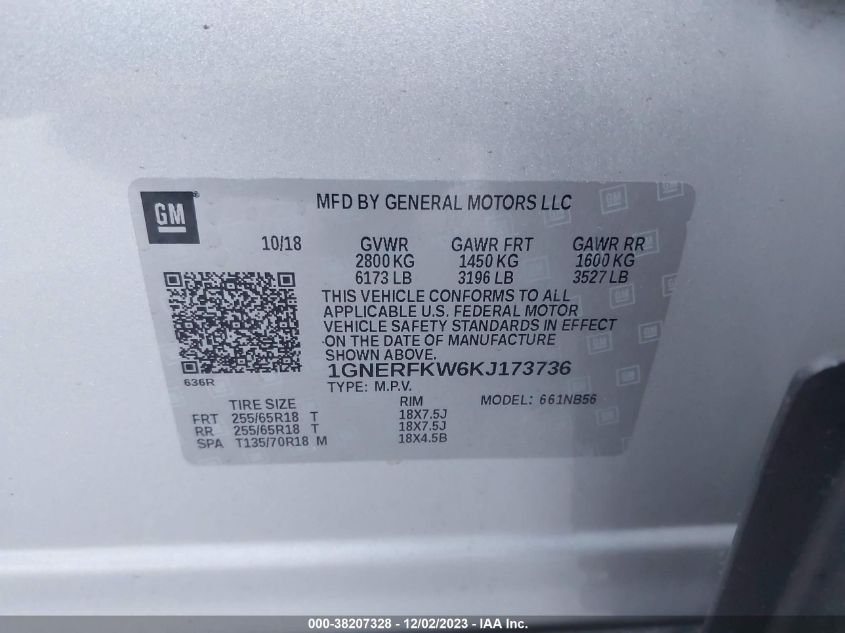 GM
MFD BY GENERAL MOTORS LLC
10/18 GVWR GAWR FRT GAWR RR
2800 KG 1450 KG 1600 KG
6173 LB 3196 LB 3527 LB
THIS VEHICLE CONFORMS TO ALL
APPLICABLE U.S. FEDERAL MOTOR
VEHICLE SAFETY STANDARDS IN EFFECT
ON THE DATE OF MANUFACTURE
SHOWN ABOVE.
636R
1GNERFKW6KJ173736
TYPE: M.P.V.
TIRE SIZE RIM MODEL: 661NB56
FRT 255/65R18 T 18X7.5J
RR 255/65R18 T 18X7.5J
SPA T135/70R18 M 18X4.5B
000-38207328 - 12/02/2023 - IAA Inc.